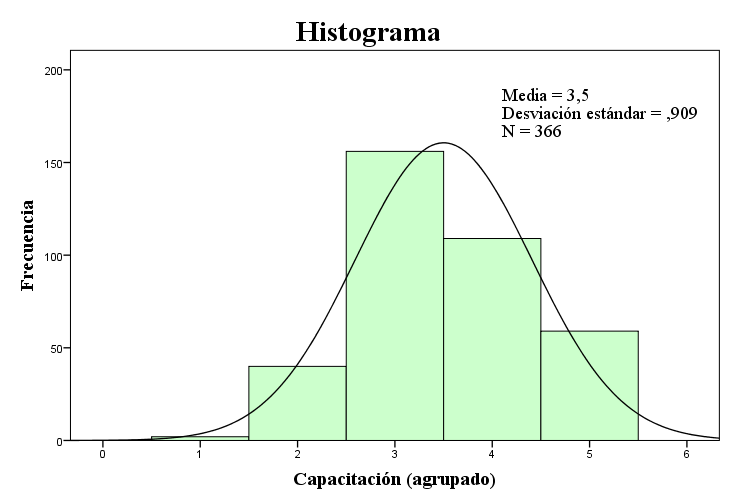 Histograma
200
150
100
50
0
Frecuencia
Media = 3,5
Desviación estándar = ,909
N = 366
0 1 2 3 4 5 6
Capacitación (agrupado)